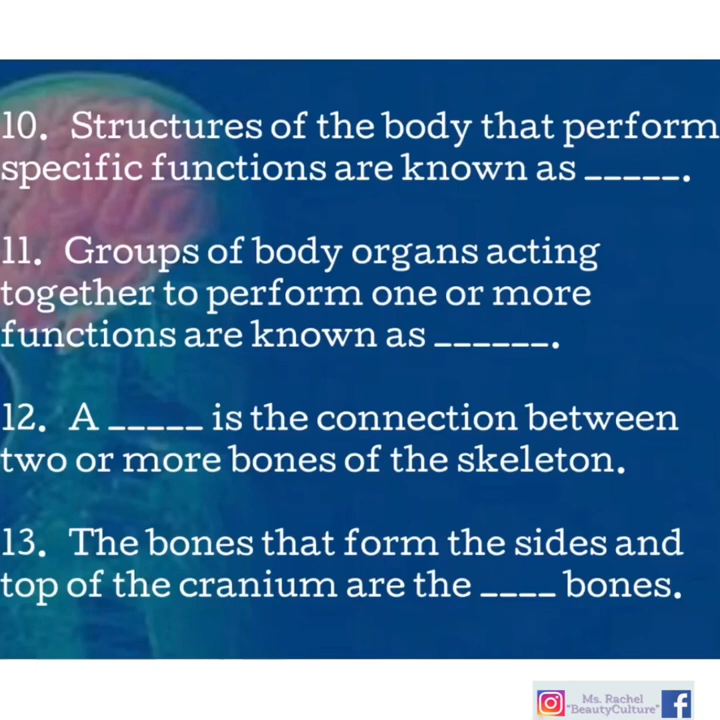 10. Structures of the body that perform
specific functions are known as _____.
11. Groups of body organs acting
together to perform one or more
functions are known as ______.
12. A _____ is the connection between
two or more bones of the skeleton.
13. The bones that form the sides and
top of the cranium are the ____ bones.
Ms. Rachel
"BeautyCulture"